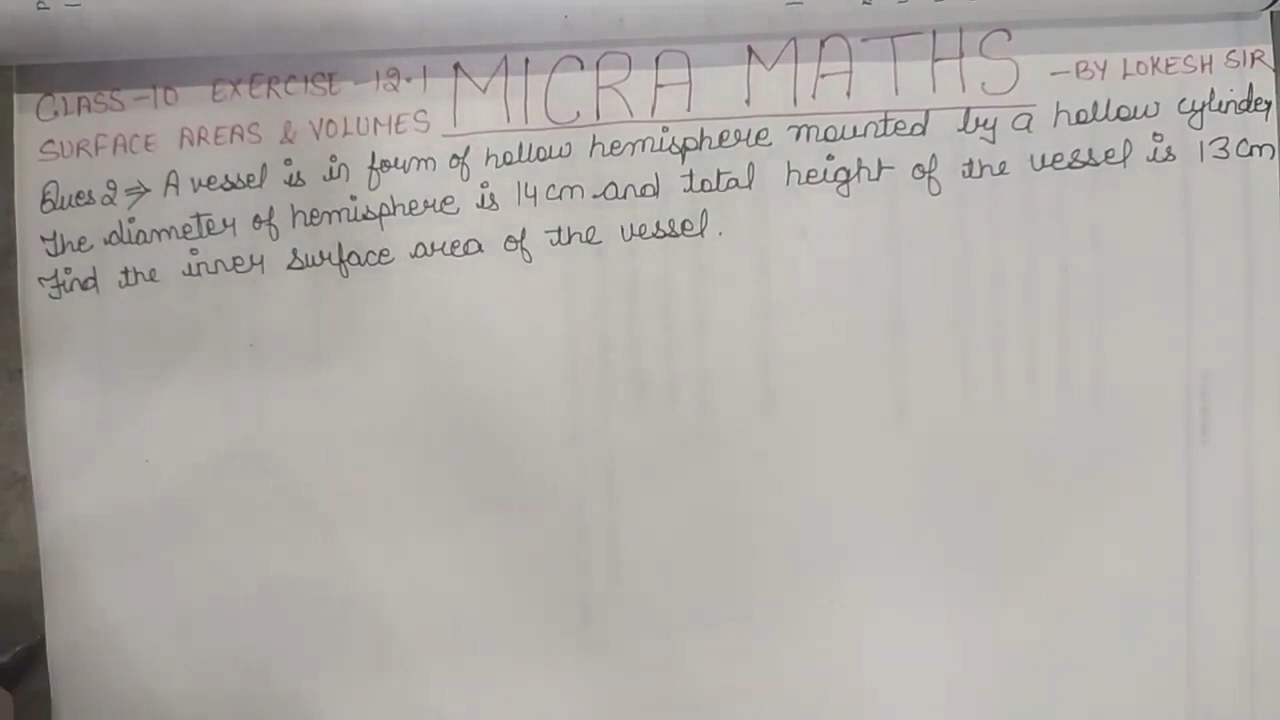 CLASS-10 EXERCISE-12.1 MICRA MATHS -BY LOKESH SIR
SURFACE AREAS & VOLUMES
Ques 2 ⇒ A vessel is in form of hollow hemisphere mounted by a hollow cylinder
The diameter of hemisphere is 14 cm and total height of the vessel is 13 cm
Find the inner surface area of the vessel.